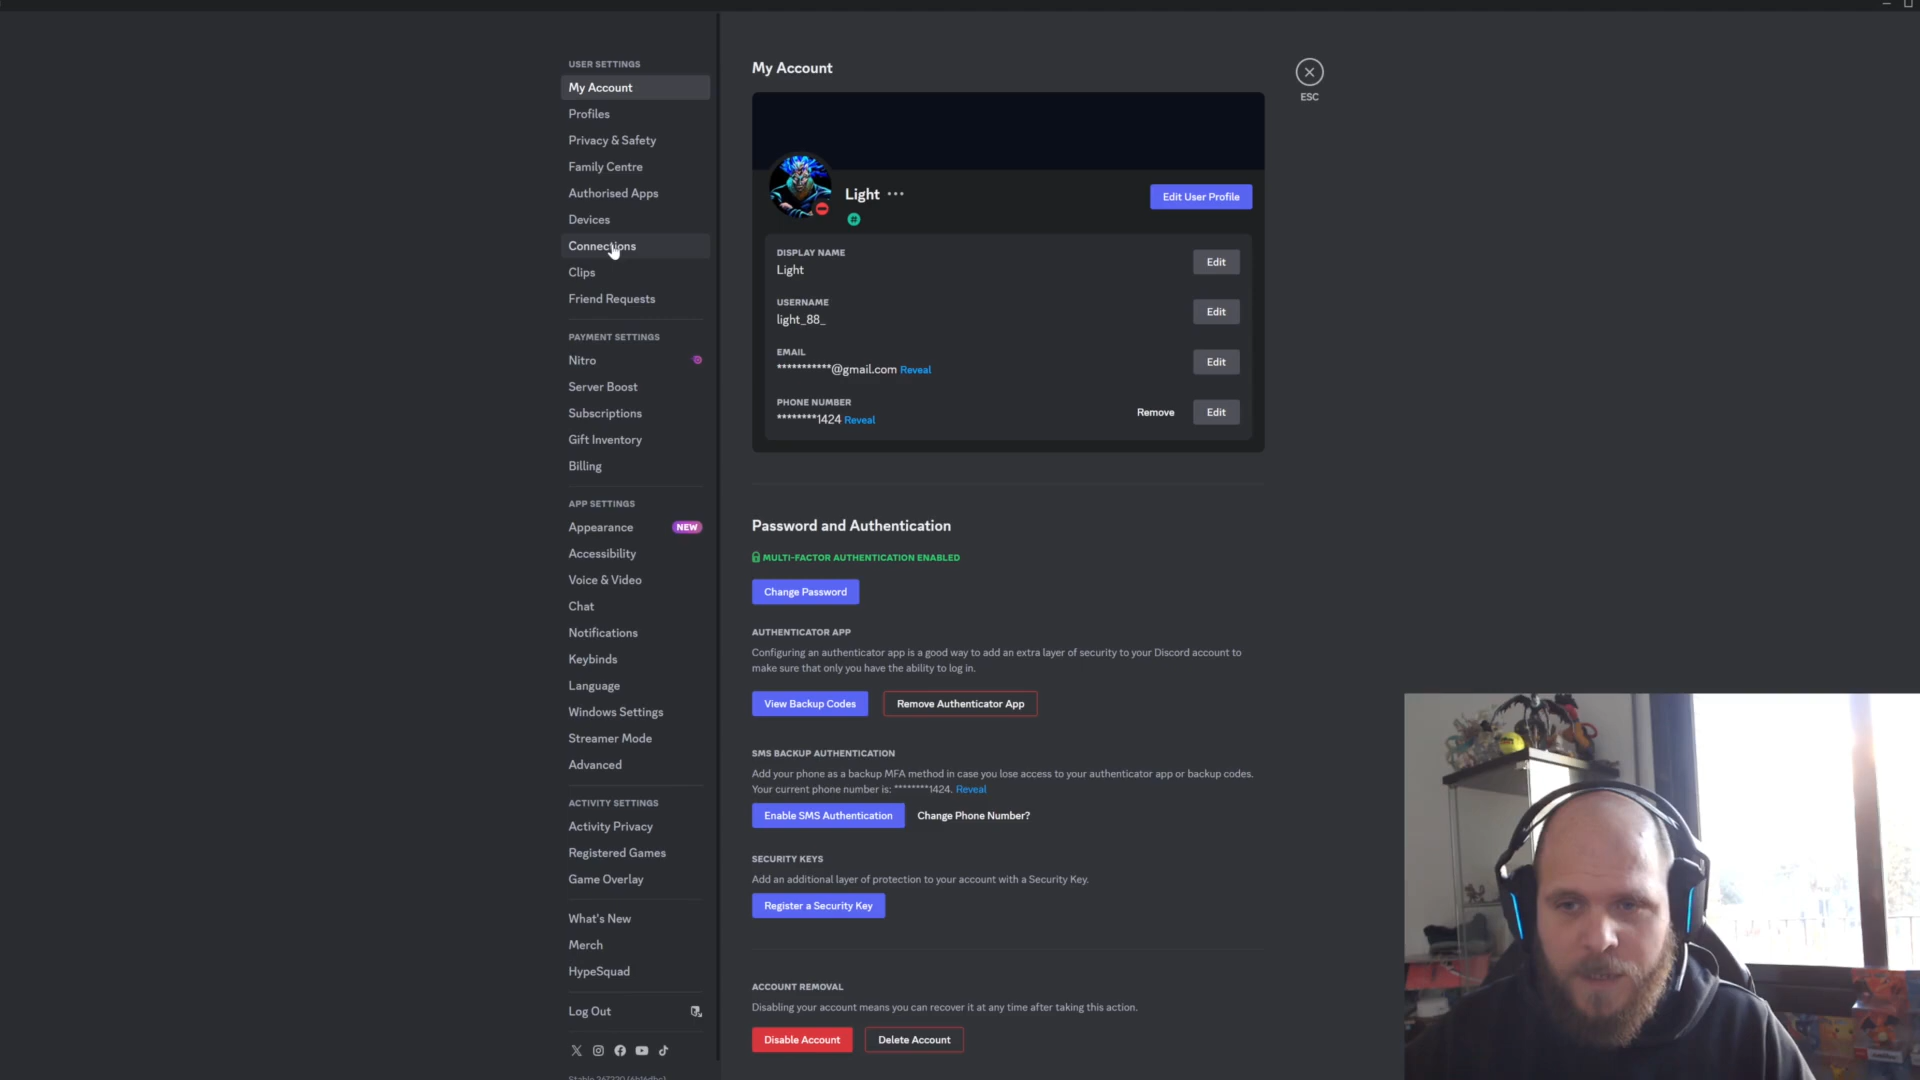 USER SETTINGS
My Account
Profiles
Privacy & Safety
Family Centre
Authorised Apps
Devices
Connections
Clips
Friend Requests
PAYMENT SETTINGS
Nitro
Server Boost
Subscriptions
Gift Inventory
Billing
APP SETTINGS
Appearance NEW
Accessibility
Voice & Video
Chat
Notifications
Keybinds
Language
Windows Settings
Streamer Mode
Advanced
ACTIVITY SETTINGS
Activity Privacy
Registered Games
Game Overlay
What's New
Merch
HypeSquad
Log Out
My Account
ESC
Light
Edit User Profile
DISPLAY NAME
Light
Edit
USERNAME
light_88_
Edit
EMAIL
***********@gmail.com Reveal
Edit
PHONE NUMBER
********1424 Reveal
Remove Edit
Password and Authentication
MULTI-FACTOR AUTHENTICATION ENABLED
Change Password
AUTHENTICATOR APP
Configuring an authenticator app is a good way to add an extra layer of security to your Discord account to
make sure that only you have the ability to log in.
View Backup Codes Remove Authenticator App
SMS BACKUP AUTHENTICATION
Add your phone as a backup MFA method in case you lose access to your authenticator app or backup codes.
Your current phone number is: ********1424. Reveal
Enable SMS Authentication Change Phone Number?
SECURITY KEYS
Add an additional layer of protection to your account with a Security Key.
Register a Security Key
ACCOUNT REMOVAL
Disabling your account means you can recover it at any time after taking this action.
Disable Account Delete Account